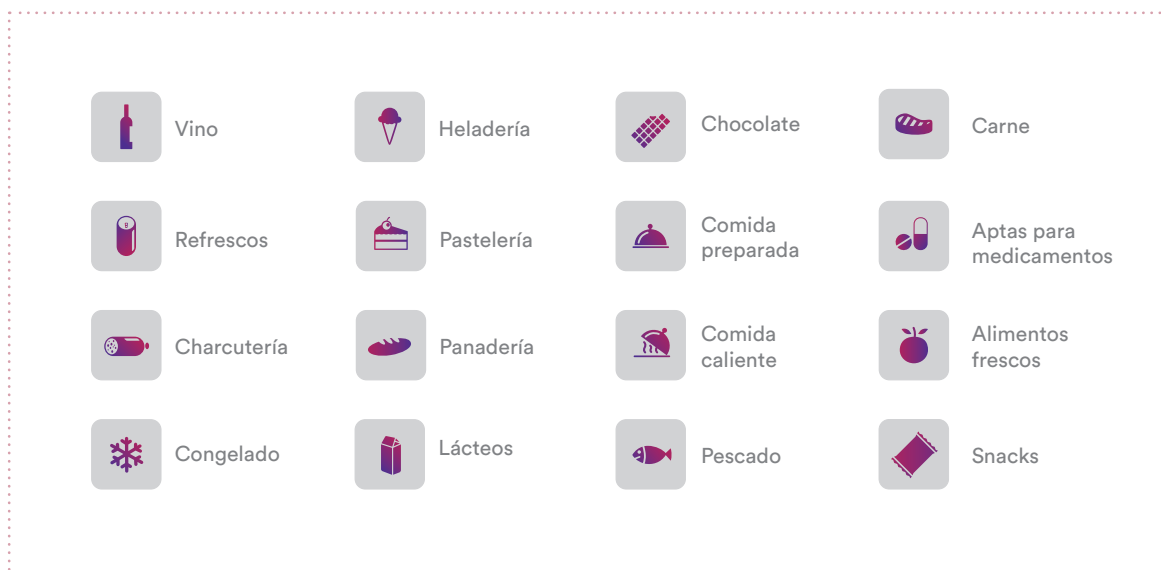 Vino
Heladería
Chocolate
Carne
Refrescos
Pastelería
Comida
preparada
Aptas para
medicamentos
Charcutería
Panadería
Comida
caliente
Alimentos
frescos
Congelado
Lácteos
Pescado
Snacks